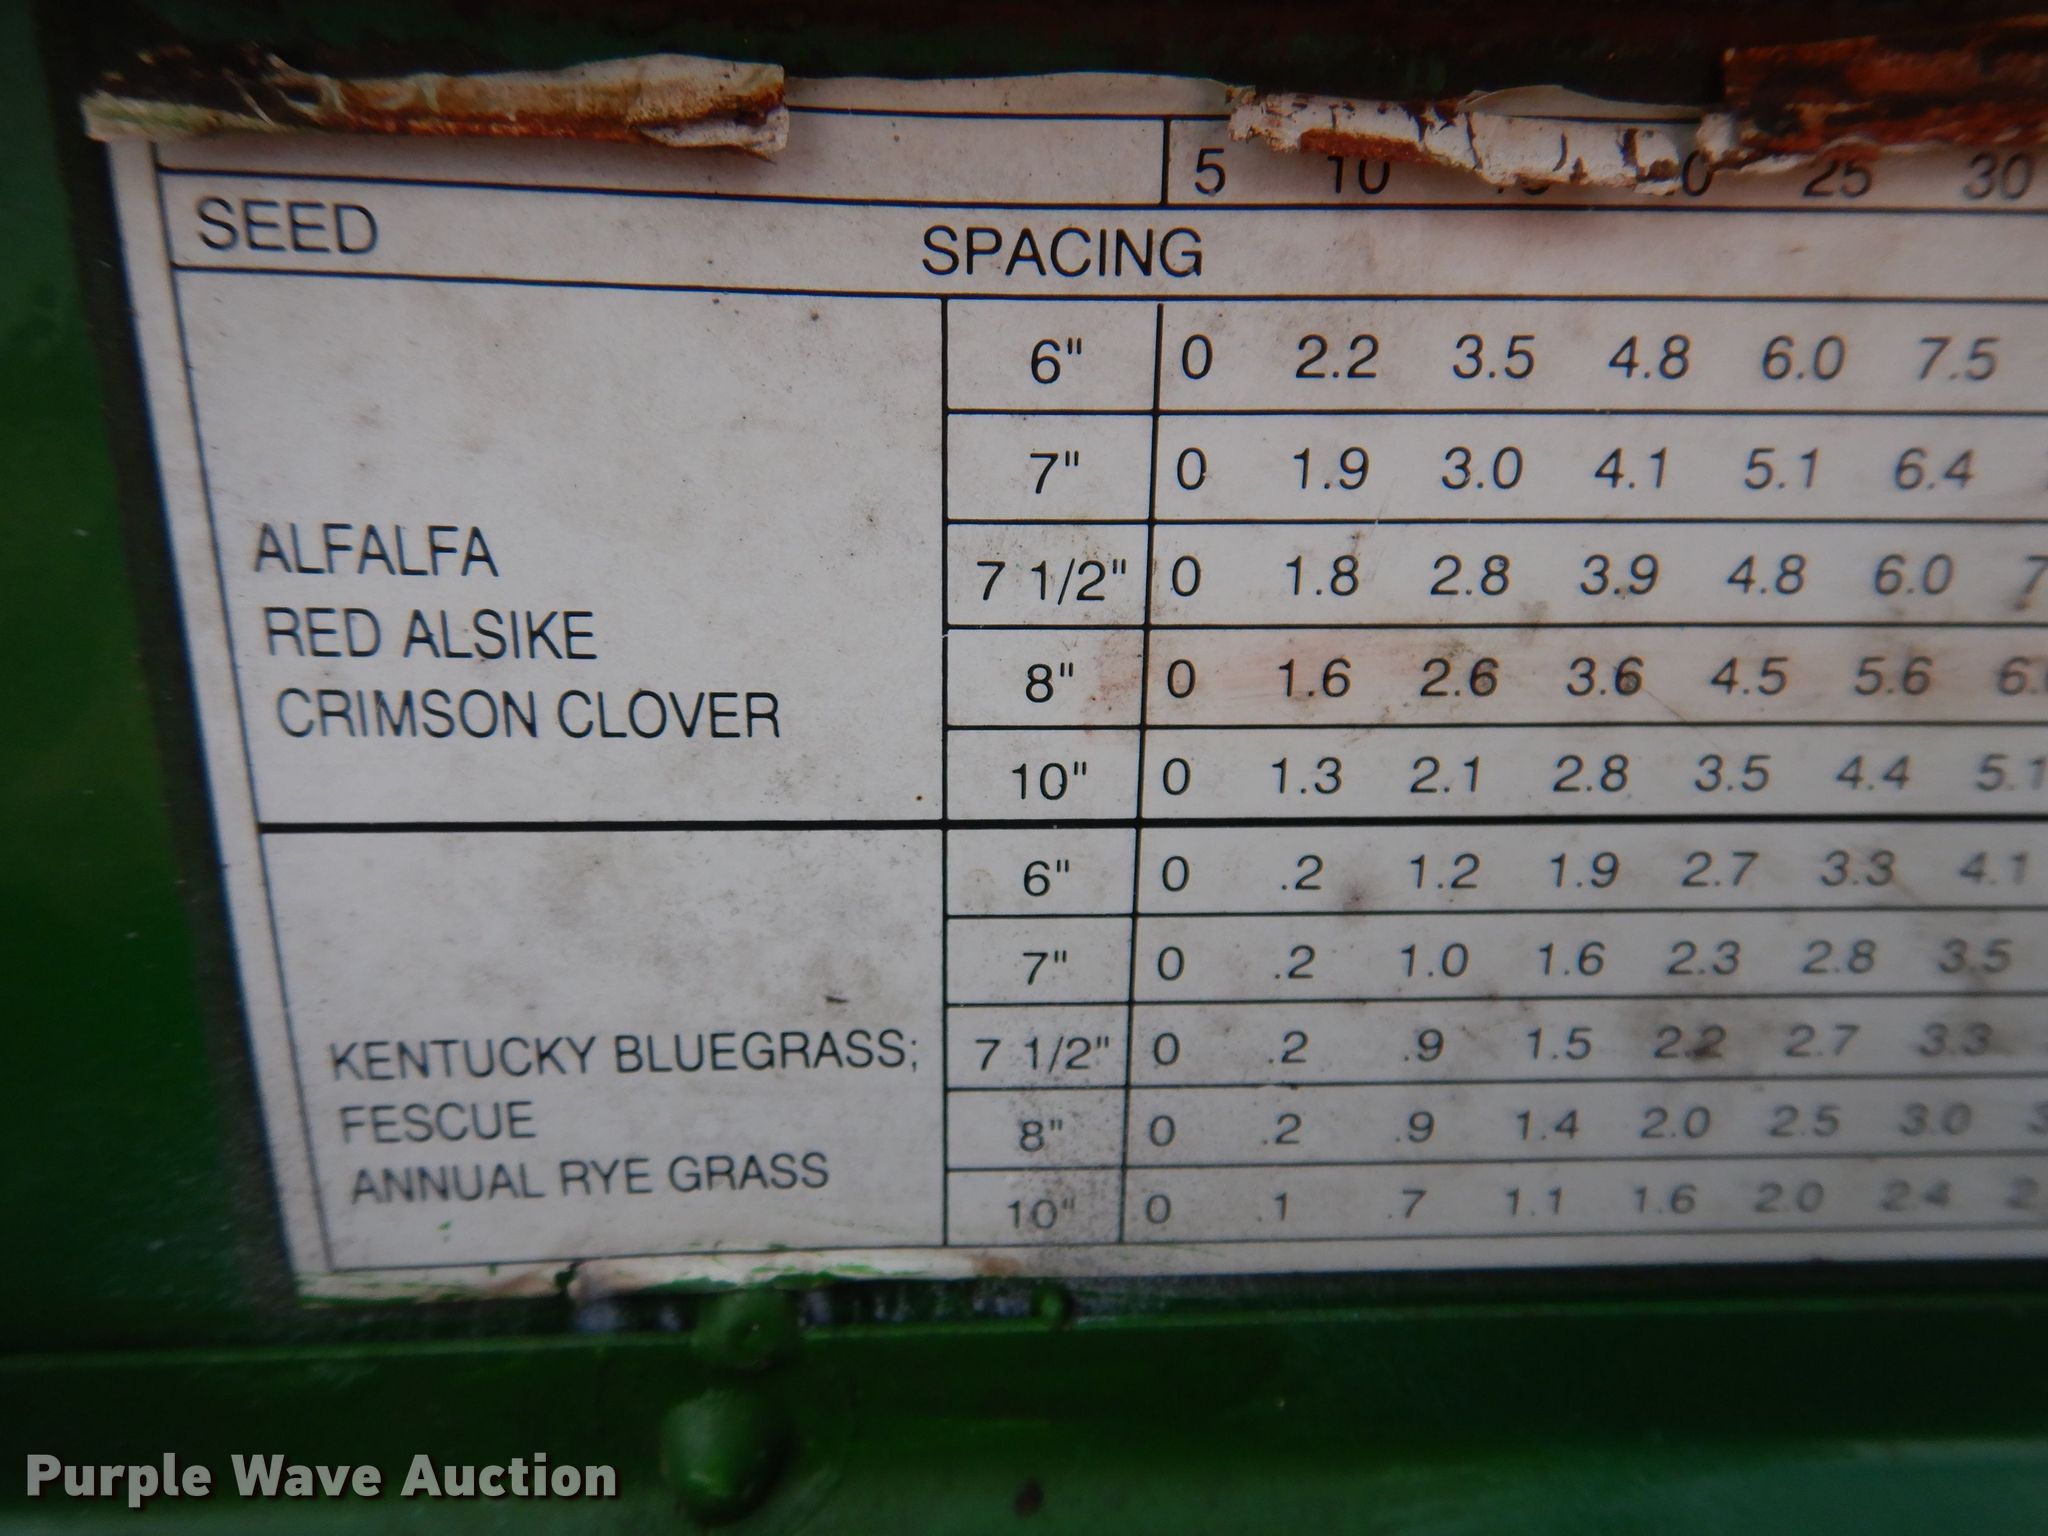 5 10 25 30
SEED SPACING
6" 0 2.2 3.5 4.8 6.0 7.5
7" 0 1.9 3.0 4.1 5.1 6.4
ALFALFA 7 1/2" 0 1.8 2.8 3.9 4.8 6.0
RED ALSIKE 8" 0 1.6 2.6 3.6 4.5 5.6
CRIMSON CLOVER 10" 0 1.3 2.1 2.8 3.5 4.4 5.1
6" 0 .2 1.2 1.9 2.7 3.3 4.1
7" 0 .2 1.0 1.6 2.3 2.8 3.5
KENTUCKY BLUEGRASS; 7 1/2" 0 .2 .9 1.5 2.2 2.7 3.3
FESCUE 8" 0 .2 .9 1.4 2.0 2.5 3.0
ANNUAL RYE GRASS 10" 0 .1 .7 1.1 1.6 2.0 2.4
Purple Wave Auction